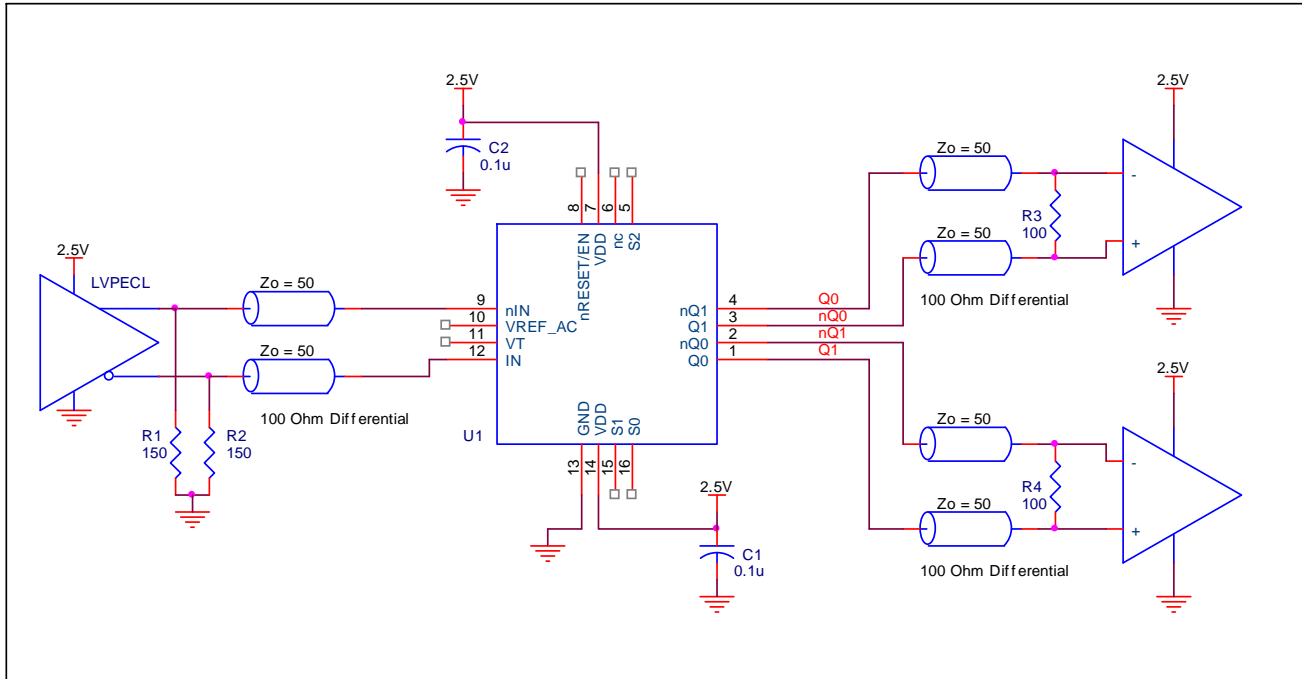 2.5V
C2
0.1u
8
7
6
5
nRESET/EN
VDD
nc
S2
2.5V
LVPECL
Zo = 50
Zo = 50
100 Ohm Differential
R1
150
R2
150
9
10
11
12
nIN
VREF_AC
VT
IN
nQ1
Q1
nQ0
Q0
4
3
2
1
Q0
nQ0
nQ1
Q1
U1
GND
VDD
S1
S0
13
14
15
16
2.5V
C1
0.1u
2.5V
Zo = 50
Zo = 50
R3
100
-
+
100 Ohm Differential
2.5V
Zo = 50
Zo = 50
R4
100
-
+
100 Ohm Differential